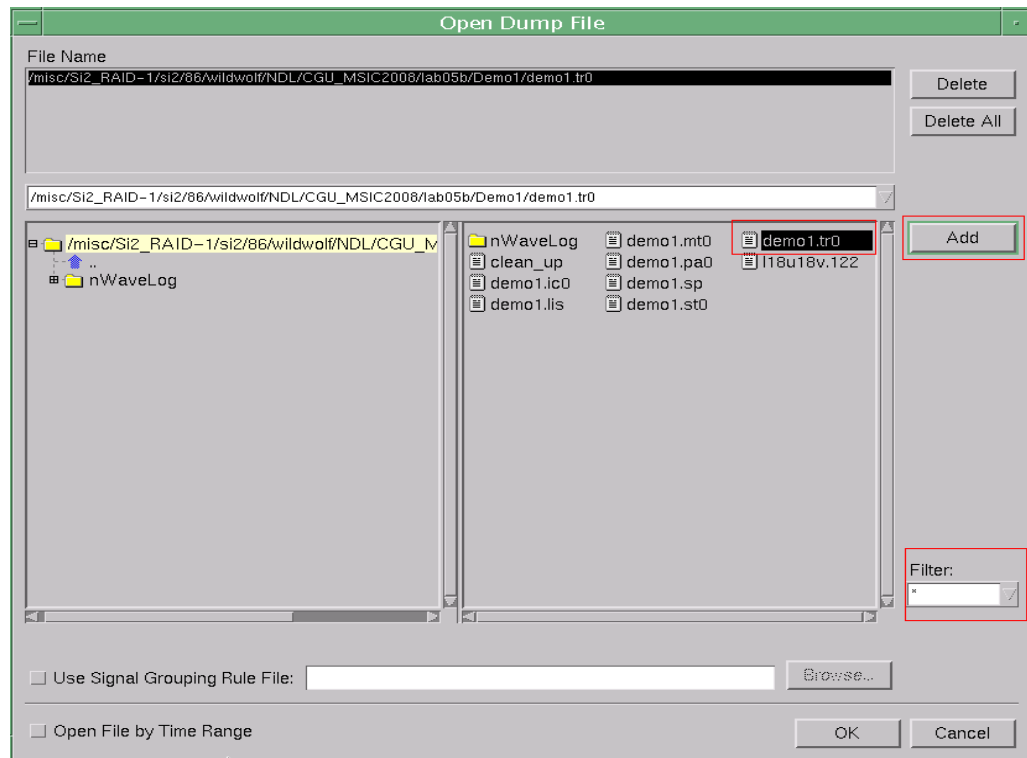 Open Dump File
File Name
/misc/Si2_RAID-1/si2/86/wildwolf/NDL/CGU_MSIC2008/lab05b/Demo1/demo1.tr0
Delete
Delete All
/misc/Si2_RAID-1/si2/86/wildwolf/NDL/CGU_MSIC2008/lab05b/Demo1/demo1.tr0
/misc/Si2_RAID-1/si2/86/wildwolf/NDL/CGU_M
..
nWaveLog
nWaveLog demo1.mt0 demo1.tr0
clean_up demo1.pa0 l18u18v.122
demo1.ic0 demo1.sp
demo1.lis demo1.st0
Add
Filter:
*
Use Signal Grouping Rule File:
Browse...
Open File by Time Range
OK
Cancel